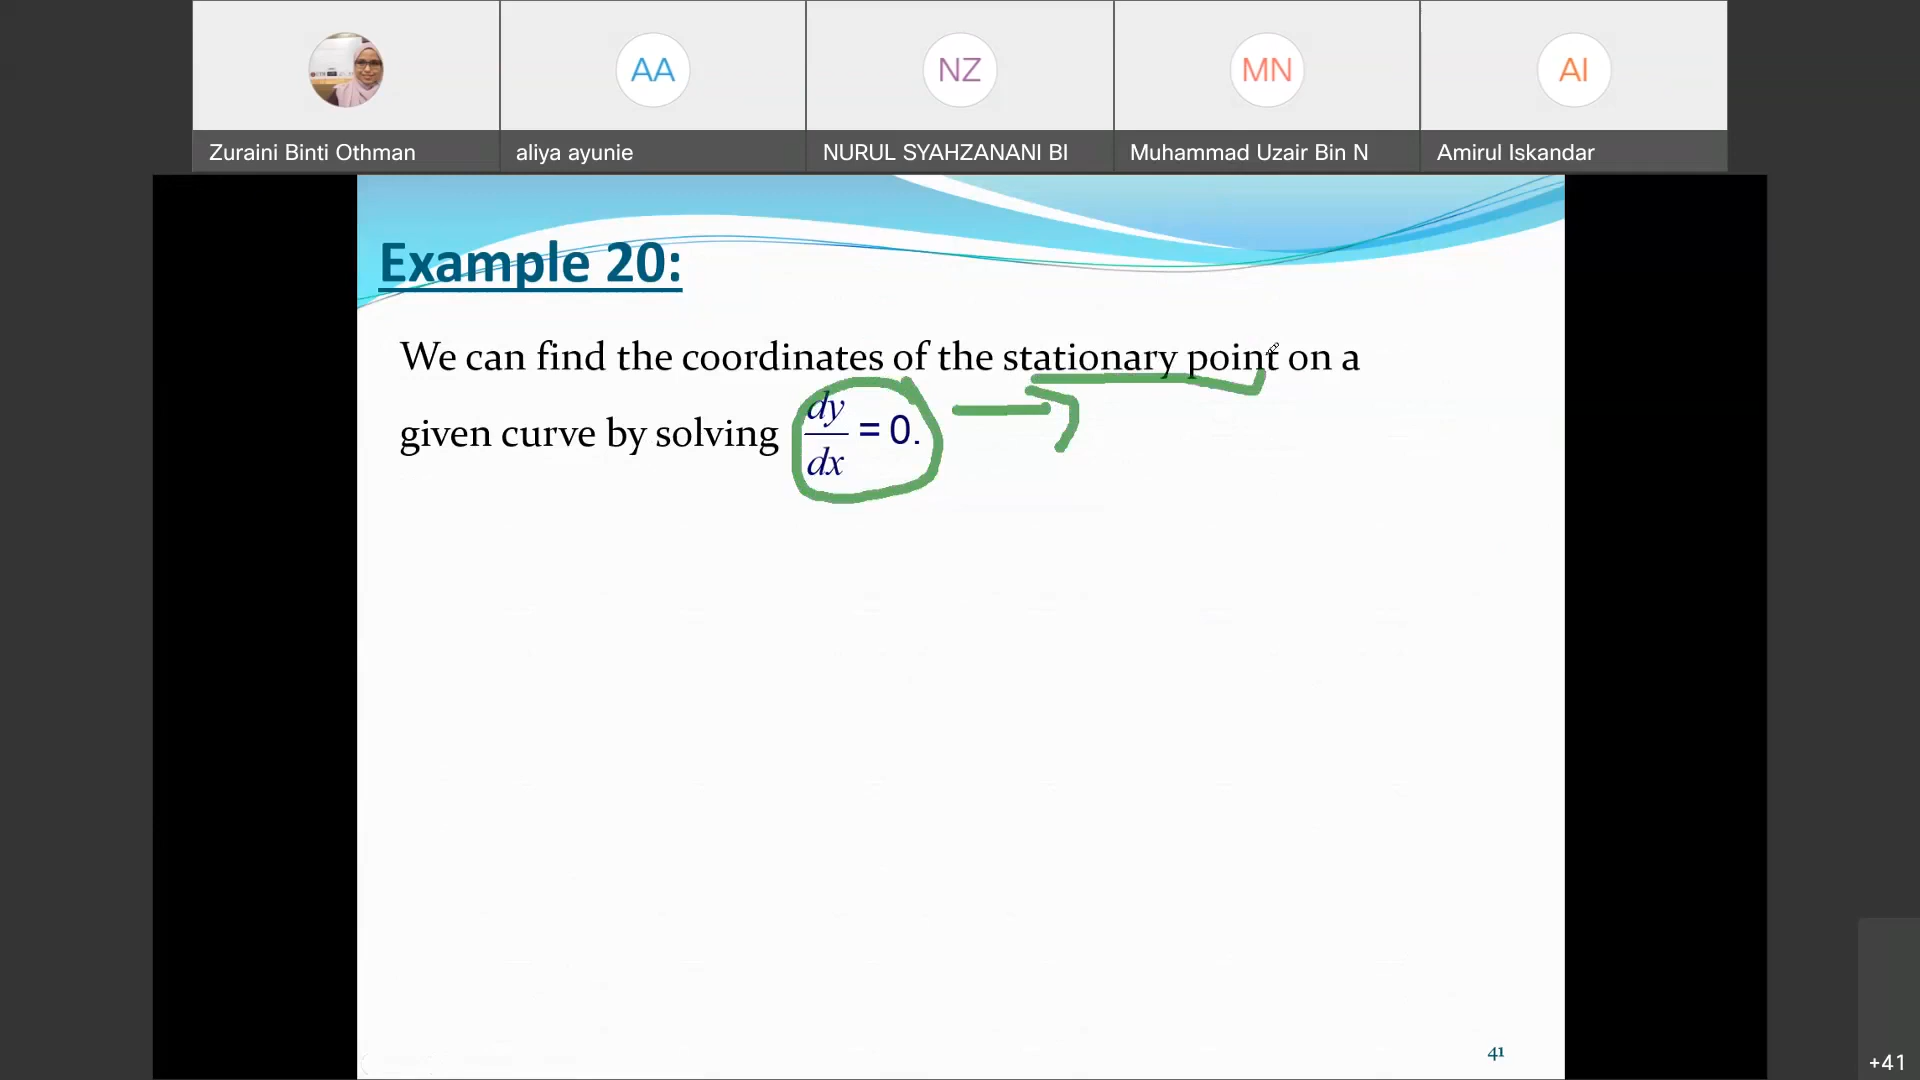 AA
NZ
MN
AI
Zuraini Binti Othman
aliya ayunie
NURUL SYAHZANANI BI
Muhammad Uzair Bin N
Amirul Iskandar
Example 20:
We can find the coordinates of the stationary point on a
given curve by solving dy/dx = 0.
41
+41